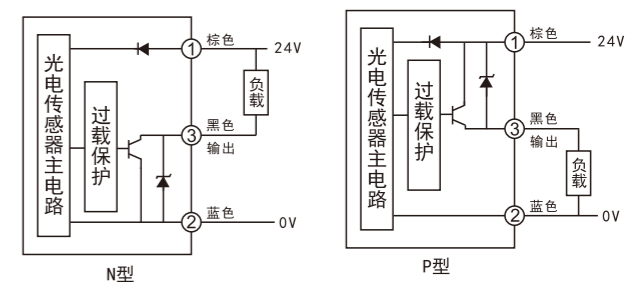 光电传感器主电路
过载保护
1
棕色
24V
负载
3
黑色
输出
2
蓝色
0V
N型
光电传感器主电路
过载保护
1
棕色
24V
3
黑色
输出
负载
2
蓝色
0V
P型